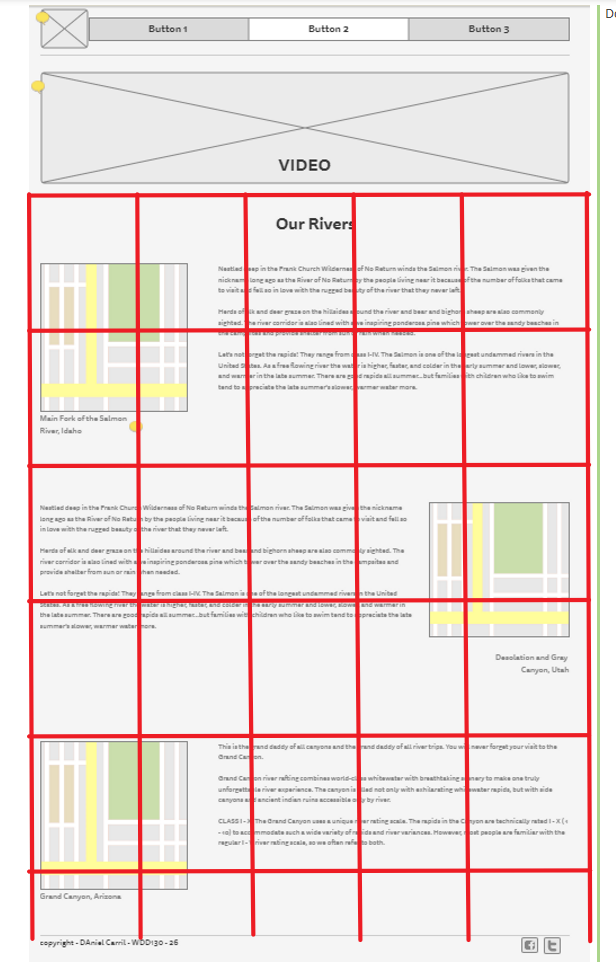 Button 1
Button 2
Button 3
VIDEO
Our Rivers
Nestled deep in the Frank Church Wilderness of No Return winds the Salmon river. The Salmon was given the
nickname long ago as the River of No Return by the people living near it because of the number of folks that came
to visit and fell so in love with the rugged beauty of the river that they never left.
Herds of elk and deer graze on the hillsides around the river and bear and bighorn sheep are also commonly
sighted. The river corridor is also lined with awe inspiring ponderosa pine which tower over the sandy beaches in
the campsites and provide shelter from sun or rain when needed.
Let's not forget the rapids! They range from class I-IV. The Salmon is one of the longest undammed rivers in the
United States. As a free flowing river the water is higher, faster, and colder in the early summer and lower, slower,
and warmer in the late summer. There are good rapids all summer...but families with children who like to swim
tend to appreciate the late summer's slower, warmer water more.
Main Fork of the Salmon
River, Idaho
Nestled deep in the Frank Church Wilderness of No Return winds the Salmon river. The Salmon was given the nickname
long ago as the River of No Return by the people living near it because of the number of folks that came to visit and fell so
in love with the rugged beauty of the river that they never left.
Herds of elk and deer graze on the hillsides around the river and bear and bighorn sheep are also commonly sighted. The
river corridor is also lined with awe inspiring ponderosa pine which tower over the sandy beaches in the campsites and
provide shelter from sun or rain when needed.
Let's not forget the rapids! They range from class I-IV. The Salmon is one of the longest undammed rivers in the United
States. As a free flowing river the water is higher, faster, and colder in the early summer and lower, slower, and warmer in
the late summer. There are good rapids all summer...but families with children who like to swim tend to appreciate the late
summer's slower, warmer water more.
Desolation and Gray
Canyon, Utah
This is the grand daddy of all canyons and the grand daddy of all river trips. You will never forget your visit to the
Grand Canyon.
Grand Canyon river rafting combines world-class whitewater with breathtaking scenery to make one truly
unforgettable river experience. The canyon is filled not only with exhilarating whitewater rapids, but with side
canyons and ancient indian ruins accessible only by river.
CLASS I - X: The Grand Canyon uses a unique river rating scale. The rapids in the Canyon are technically rated I - X (1
- 10) to accommodate such a wide variety of rapids and river variances. However, most people are familiar with the
regular I - V river rating scale, so we often refer to both.
Grand Canyon, Arizona
copyright - DAniel Carril - WDD130 - 26